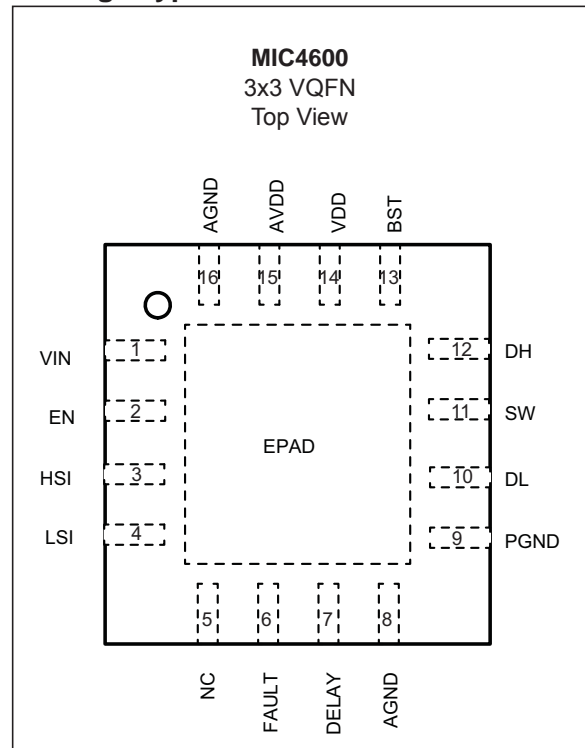 MIC4600
3x3 VQFN
Top View
AGND
AVDD
VDD
BST
16
15
14
13
VIN 1
12 DH
EN 2
11 SW
EPAD
HSI 3
10 DL
LSI 4
9 PGND
5
6
7
8
NC
FAULT
DELAY
AGND